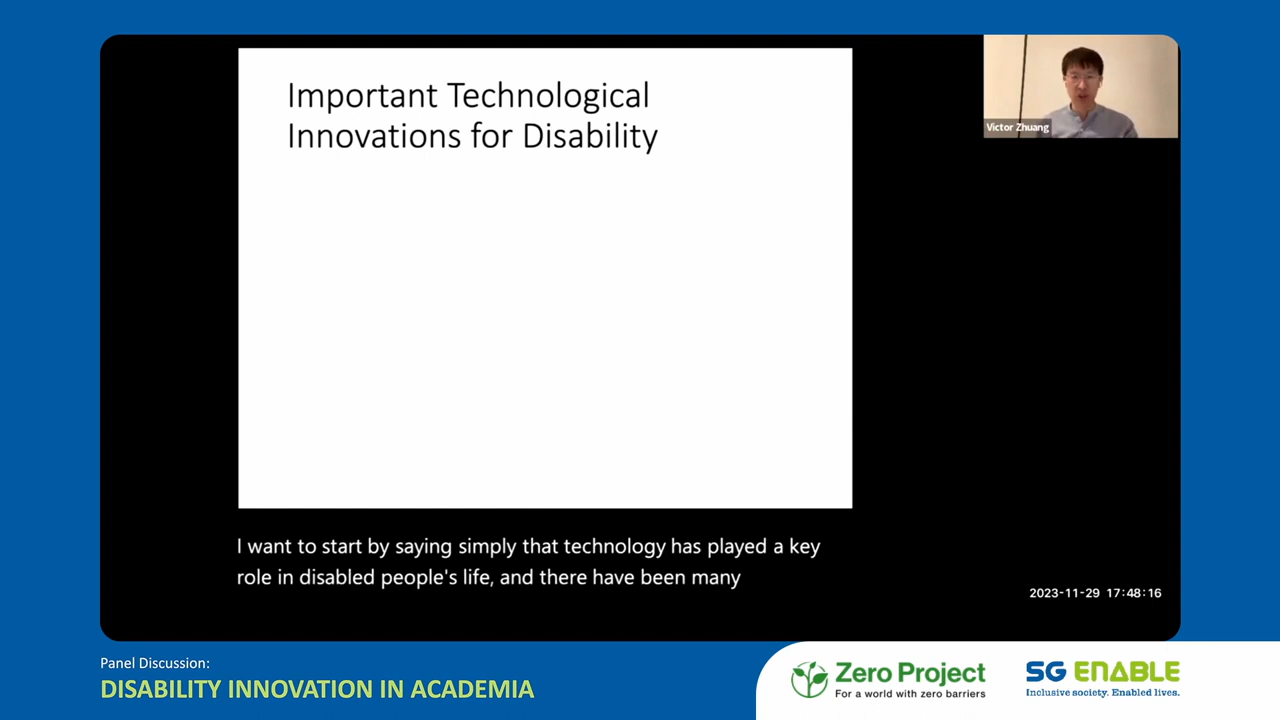 Important Technological
Innovations for Disability
Victor Zhuang
I want to start by saying simply that technology has played a key
role in disabled people's life, and there have been many
2023-11-29 17:48:16
Panel Discussion:
DISABILITY INNOVATION IN ACADEMIA
Zero Project
For a world with zero barriers
SG ENABLE
Inclusive society. Enabled lives.